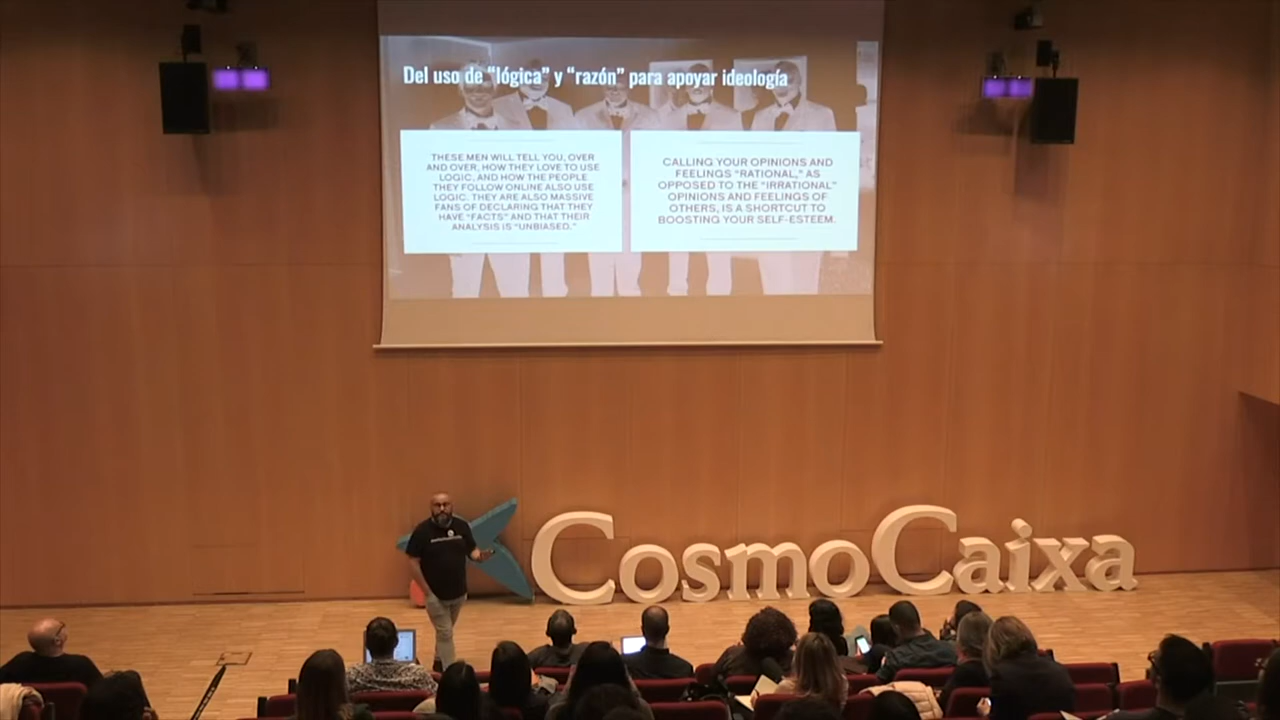 Del uso de “lógica” y “razón” para apoyar ideología
THESE MEN WILL TELL YOU, OVER
AND OVER, HOW THEY LOVE TO USE
LOGIC, AND HOW THE PEOPLE
THEY FOLLOW ONLINE ALSO USE
LOGIC. THEY ARE ALSO MASSIVE
FANS OF DECLARING THAT THEY
HAVE “FACTS” AND THAT THEIR
ANALYSIS IS “UNBIASED.”
CALLING YOUR OPINIONS AND
FEELINGS “RATIONAL,” AS
OPPOSED TO THE “IRRATIONAL”
OPINIONS AND FEELINGS OF
OTHERS, IS A SHORTCUT TO
BOOSTING YOUR SELF-ESTEEM.
CosmoCaixa